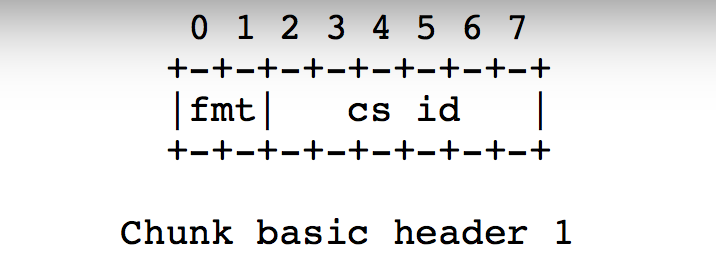 0 1 2 3 4 5 6 7
+-+-+-+-+-+-+-+-+
|fmt|   cs id   |
+-+-+-+-+-+-+-+-+
Chunk basic header 1